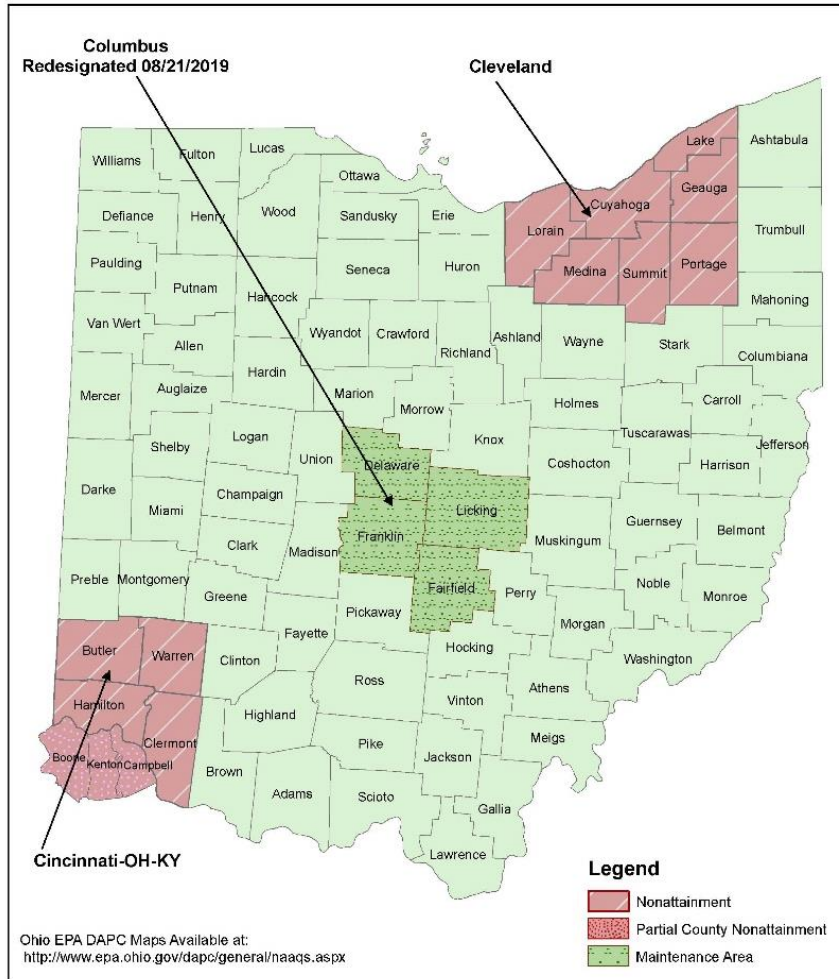 Columbus
Redesignated 08/21/2019
Cleveland
Williams
Fulton
Lucas
Ottawa
Lake
Ashtabula
Geauga
Cuyahoga
Defiance
Henry
Wood
Sandusky
Erie
Lorain
Trumbull
Paulding
Seneca
Huron
Medina
Summit
Portage
Putnam
Hancock
Mahoning
Van Wert
Wyandot
Crawford
Ashland
Wayne
Stark
Richland
Columbiana
Allen
Hardin
Mercer
Auglaize
Marion
Morrow
Holmes
Carroll
Tuscarawas
Jefferson
Logan
Knox
Shelby
Union
Delaware
Coshocton
Harrison
Darke
Champaign
Licking
Miami
Guernsey
Belmont
Clark
Madison
Franklin
Muskingum
Preble
Montgomery
Fairfield
Perry
Noble
Monroe
Greene
Pickaway
Morgan
Fayette
Butler
Warren
Clinton
Hocking
Washington
Ross
Athens
Hamilton
Vinton
Highland
Clermont
Meigs
Boone
Kenton
Campbell
Pike
Jackson
Brown
Adams
Scioto
Gallia
Lawrence
Cincinnati-OH-KY
Legend
Nonattainment
Partial County Nonattainment
Maintenance Area
Ohio EPA DAPC Maps Available at:
http://www.epa.ohio.gov/dapc/general/naaqs.aspx